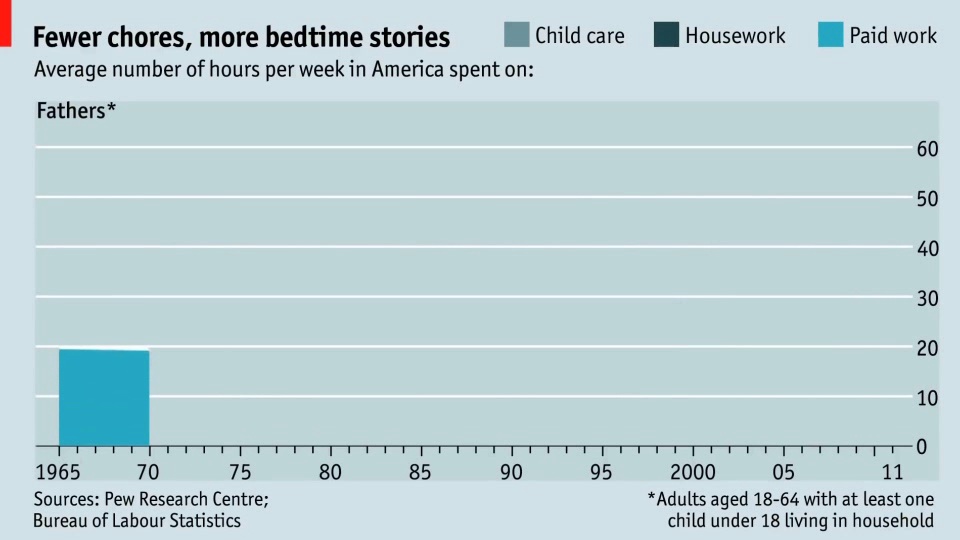 Fewer chores, more bedtime stories
Child care Housework Paid work
Average number of hours per week in America spent on:
Fathers*
60
50
40
30
20
10
0
1965 70 75 80 85 90 95 2000 05 11
Sources: Pew Research Centre;
Bureau of Labour Statistics
*Adults aged 18-64 with at least one
child under 18 living in household